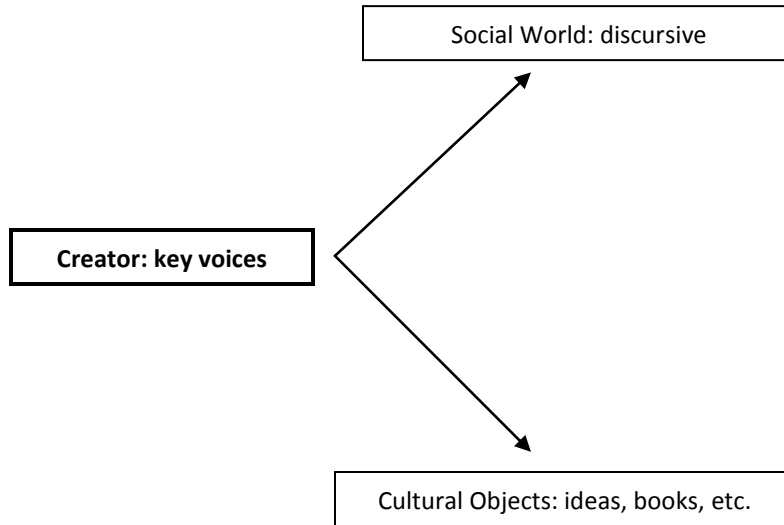 Social World: discursive
Creator: key voices
Cultural Objects: ideas, books, etc.